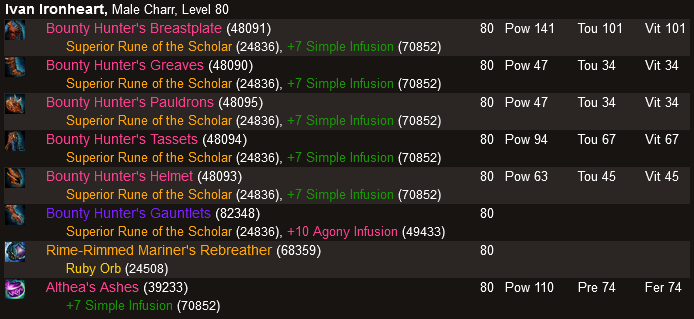 Ivan Ironheart, Male Charr, Level 80
Bounty Hunter's Breastplate (48091) 80 Pow 141 Tou 101 Vit 101
Superior Rune of the Scholar (24836), +7 Simple Infusion (70852)
Bounty Hunter's Greaves (48090) 80 Pow 47 Tou 34 Vit 34
Superior Rune of the Scholar (24836), +7 Simple Infusion (70852)
Bounty Hunter's Pauldrons (48095) 80 Pow 47 Tou 34 Vit 34
Superior Rune of the Scholar (24836), +7 Simple Infusion (70852)
Bounty Hunter's Tassets (48094) 80 Pow 94 Tou 67 Vit 67
Superior Rune of the Scholar (24836), +7 Simple Infusion (70852)
Bounty Hunter's Helmet (48093) 80 Pow 63 Tou 45 Vit 45
Superior Rune of the Scholar (24836), +7 Simple Infusion (70852)
Bounty Hunter's Gauntlets (82348) 80
Superior Rune of the Scholar (24836), +10 Agony Infusion (49433)
Rime-Rimmed Mariner's Rebreather (68359) 80
Ruby Orb (24508)
Althea's Ashes (39233) 80 Pow 110 Pre 74 Fer 74
+7 Simple Infusion (70852)